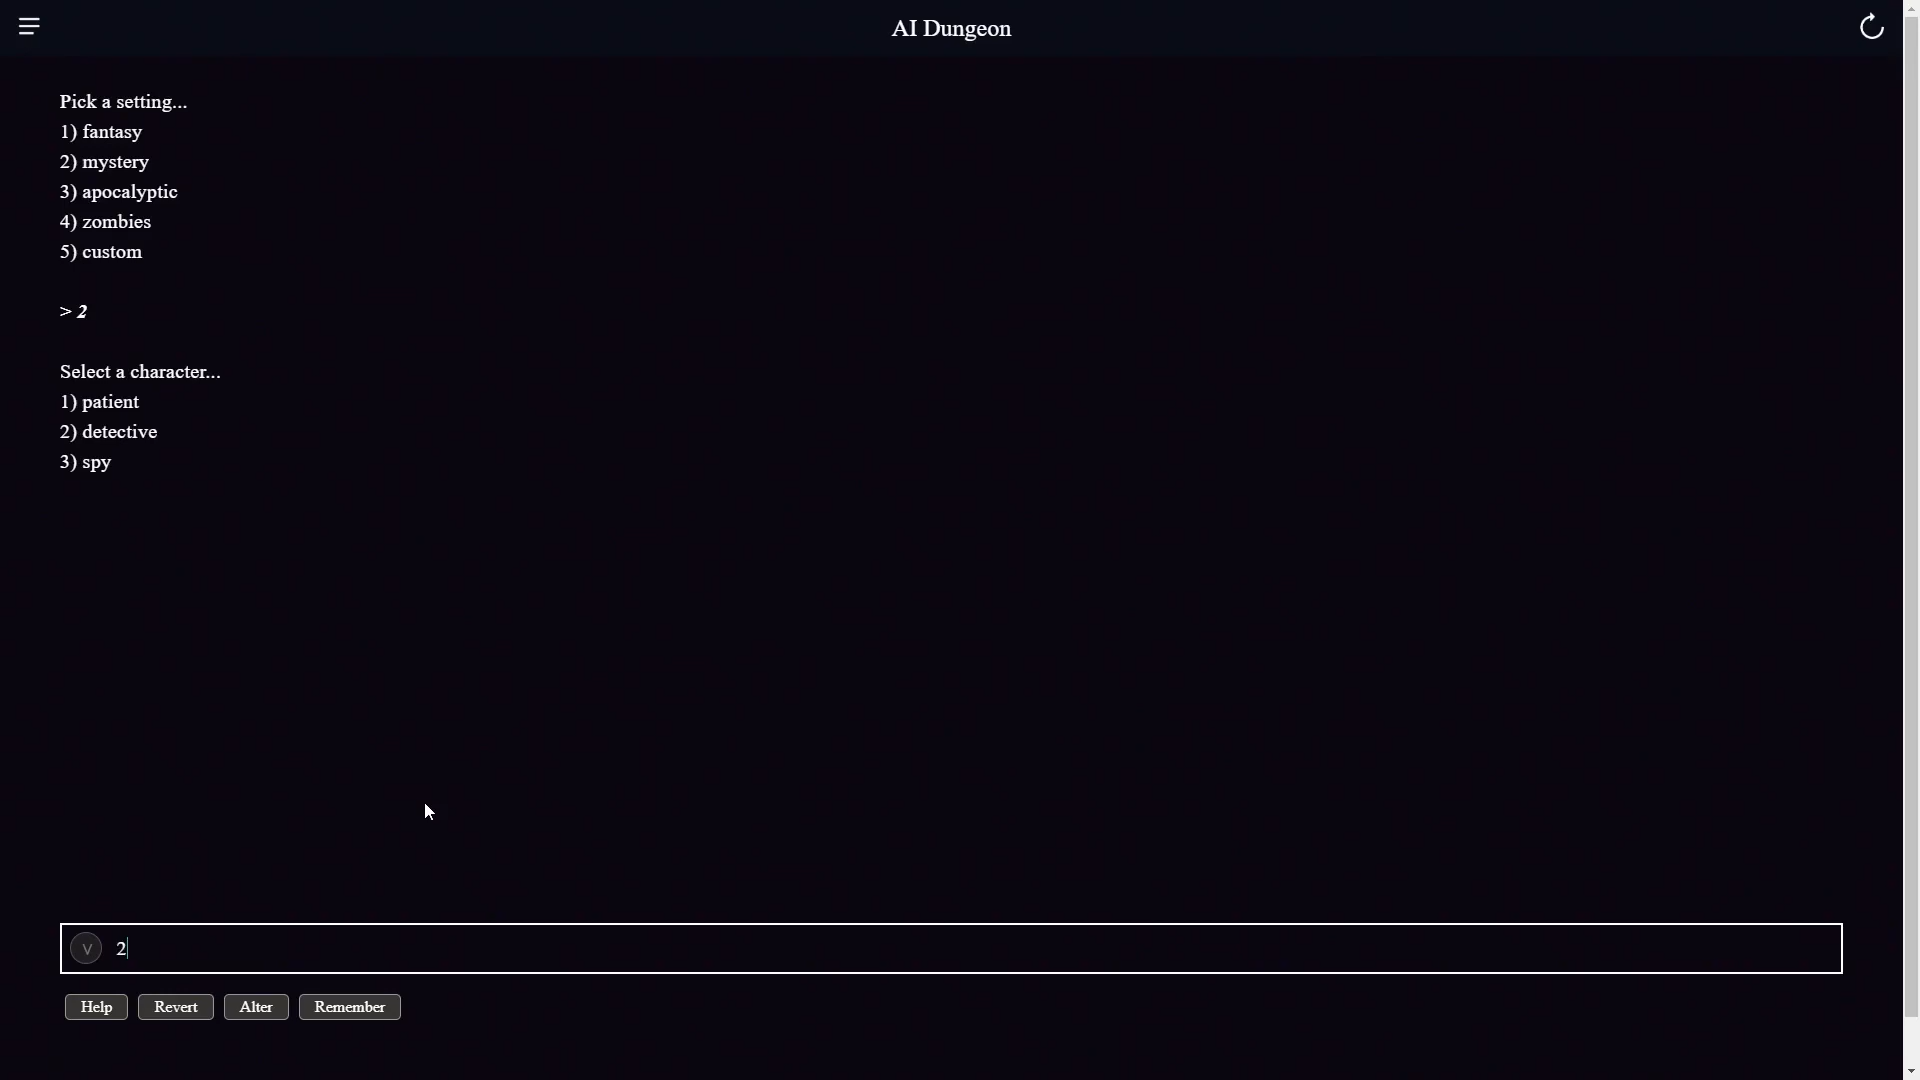 AI Dungeon
Pick a setting...
1) fantasy
2) mystery
3) apocalyptic
4) zombies
5) custom
> 2
Select a character...
1) patient
2) detective
3) spy
V 2
Help Revert Alter Remember